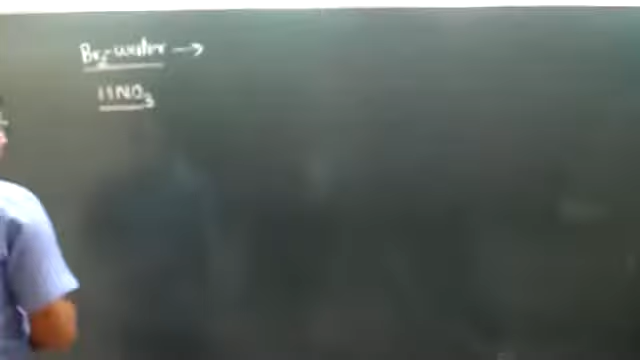 Br₂-water →
HNO₃